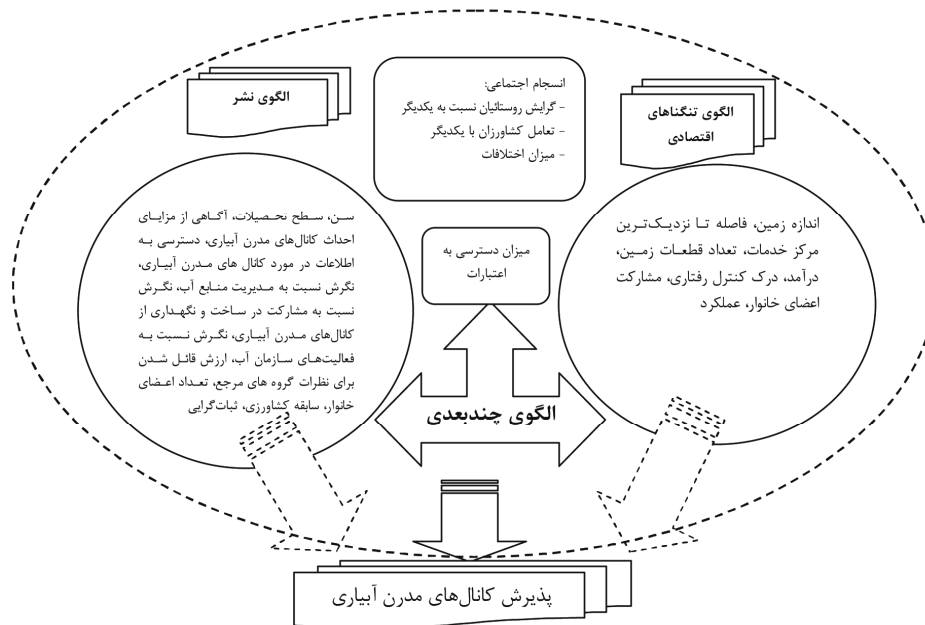 الگوی نشر
انسجام اجتماعی:
- گرایش روستائیان نسبت به یکدیگر
- تعامل کشاورزان با یکدیگر
- میزان اختلافات
الگوی تنگناهای
اقتصادی
سن، سطح تحصیلات، آگاهی از مزایای
احداث کانال‌های مدرن آبیاری، دسترسی به
اطلاعات در مورد کانال های مدرن آبیاری،
نگرش نسبت به مدیریت منابع آب، نگرش
نسبت به مشارکت در ساخت و نگهداری از
کانال‌های مدرن آبیاری، نگرش نسبت به
فعالیت‌های سازمان آب، ارزش قائل شدن
برای نظرات گروه های مرجع، تعداد اعضای
خانوار، سابقه کشاورزی، ثبات‌گرایی
میزان دسترسی به
اعتبارات
اندازه زمین، فاصله تا نزدیک‌ترین
مرکز خدمات، تعداد قطعات زمین،
درآمد، درک کنترل رفتاری، مشارکت
اعضای خانوار، عملکرد
الگوی چندبعدی
پذیرش کانال‌های مدرن آبیاری